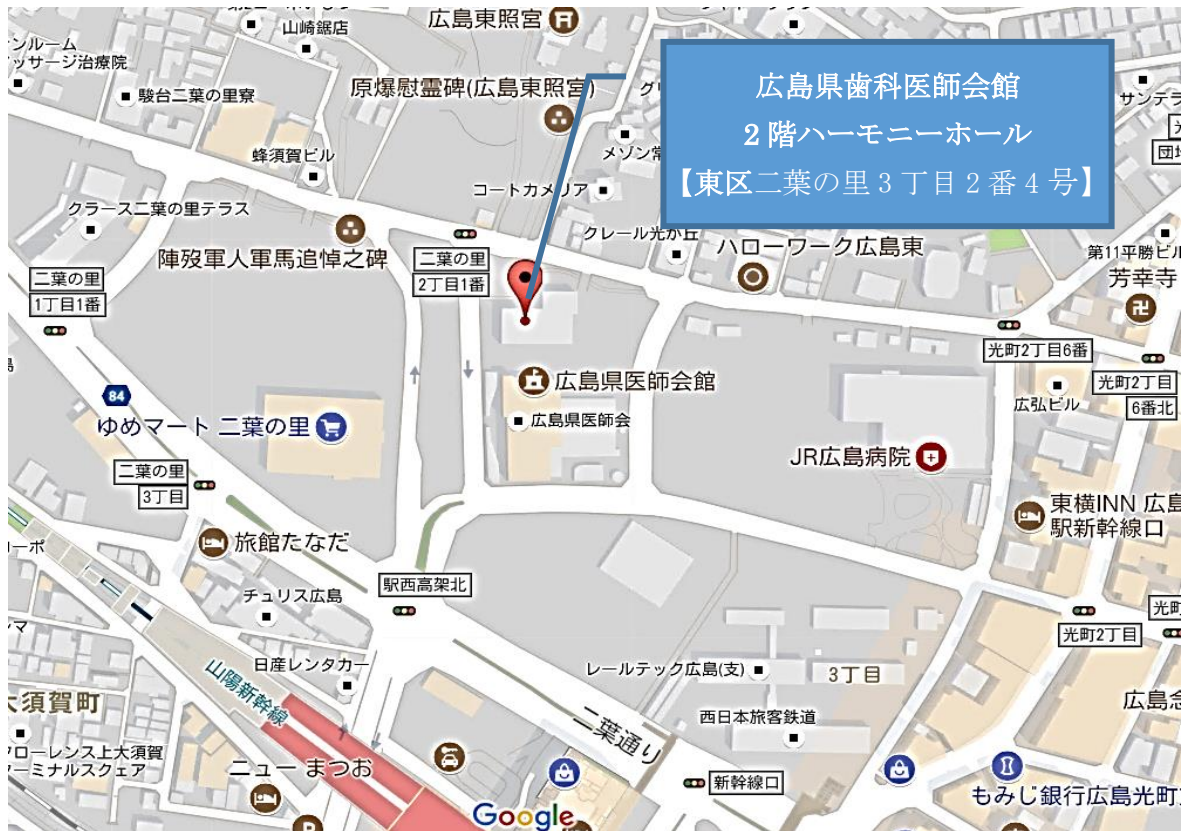 山崎鋸店
広島東照宮
ッサージ治療院
駿台二葉の里寮
原爆慰霊碑(広島東照宮)
広島県歯科医師会館
2階ハーモニーホール
【東区二葉の里3丁目2番4号】
サンテラ
団地
メゾン常
蜂須賀ビル
コートカメリア
クラース二葉の里テラス
陣歿軍人軍馬追悼之碑
クレール光が丘
ハローワーク広島東
第11平勝ビル
芳幸寺
二葉の里
2丁目1番
二葉の里
1丁目1番
光町2丁目6番
光町2丁目
6番北
広弘ビル
広島県医師会館
広島県医師会
84
ゆめマート 二葉の里
JR広島病院
二葉の里
3丁目
東横INN 広島
駅新幹線口
旅館たなだ
ーポ
駅西高架北
チュリス広島
光町2丁目
光町
マ
日産レンタカー
山陽新幹線
レールテック広島(支)
3丁目
大須賀町
西日本旅客鉄道
二葉通り
広島念
フローレンス上大須賀
ターミナルスクェア
ニュー まつお
新幹線口
もみじ銀行広島光町
Google